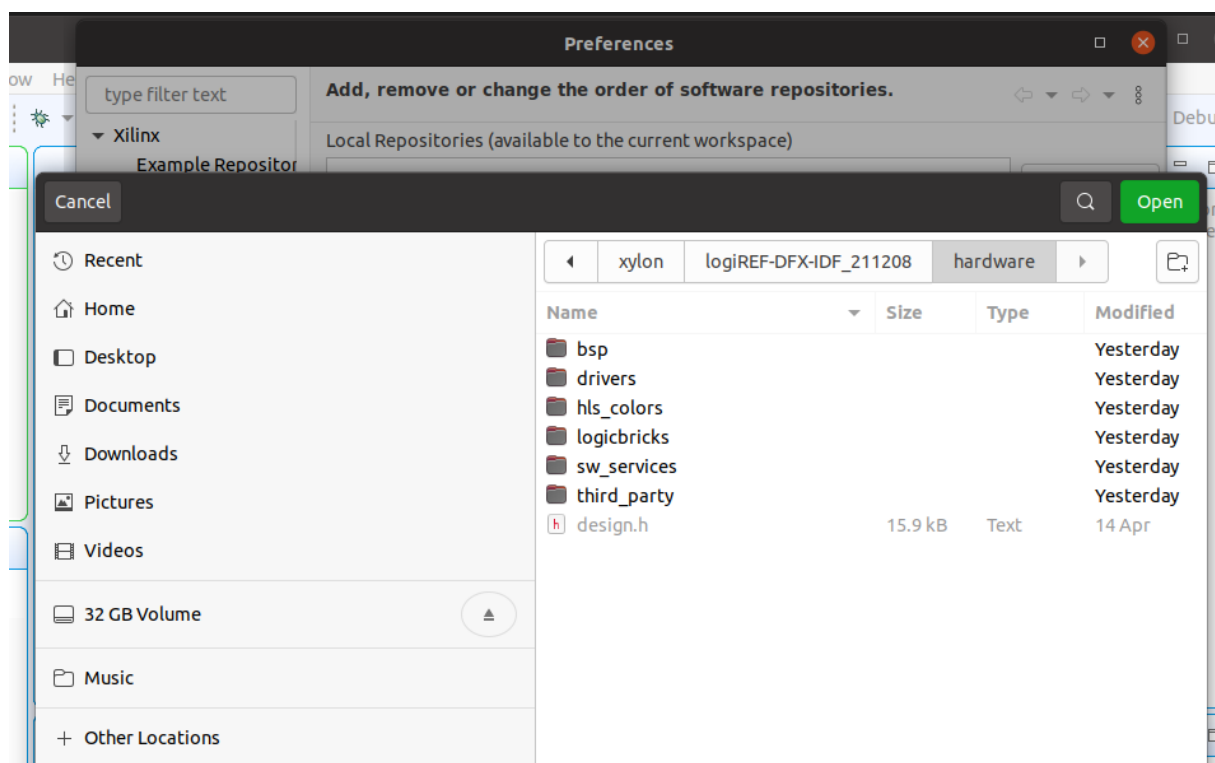 Preferences
ow He
type filter text
Add, remove or change the order of software repositories.
Debu
Xilinx
Local Repositories (available to the current workspace)
Example Repositor
Cancel
Open
Recent
xylon logiREF-DFX-IDF_211208 hardware
Home
Name Size Type Modified
bsp Yesterday
Desktop
drivers Yesterday
Documents
hls_colors Yesterday
logicbricks Yesterday
Downloads
sw_services Yesterday
Pictures
third_party Yesterday
design.h 15.9 kB Text 14 Apr
Videos
32 GB Volume
Music
+ Other Locations